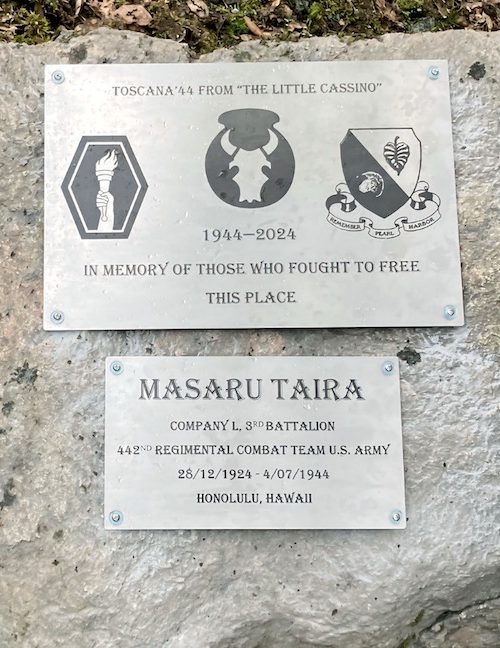 TOSCANA'44 FROM "THE LITTLE CASSINO"
REMEMBER PEARL HARBOR
1944–2024
IN MEMORY OF THOSE WHO FOUGHT TO FREE
THIS PLACE
MASARU TAIRA
COMPANY L, 3RD BATTALION
442ND REGIMENTAL COMBAT TEAM U.S. ARMY
28/12/1924 - 4/07/1944
HONOLULU, HAWAII